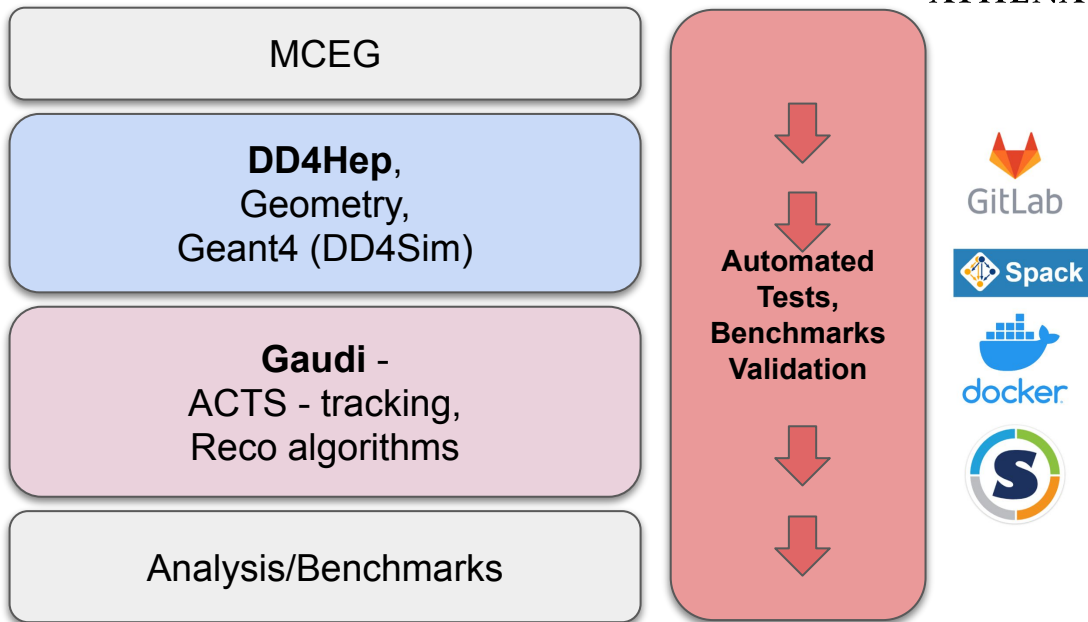 ATHENA
MCEG
DD4Hep,
Geometry,
Geant4 (DD4Sim)
Gaudi -
ACTS - tracking,
Reco algorithms
Analysis/Benchmarks
Automated
Tests,
Benchmarks
Validation
GitLab
Spack
docker
S